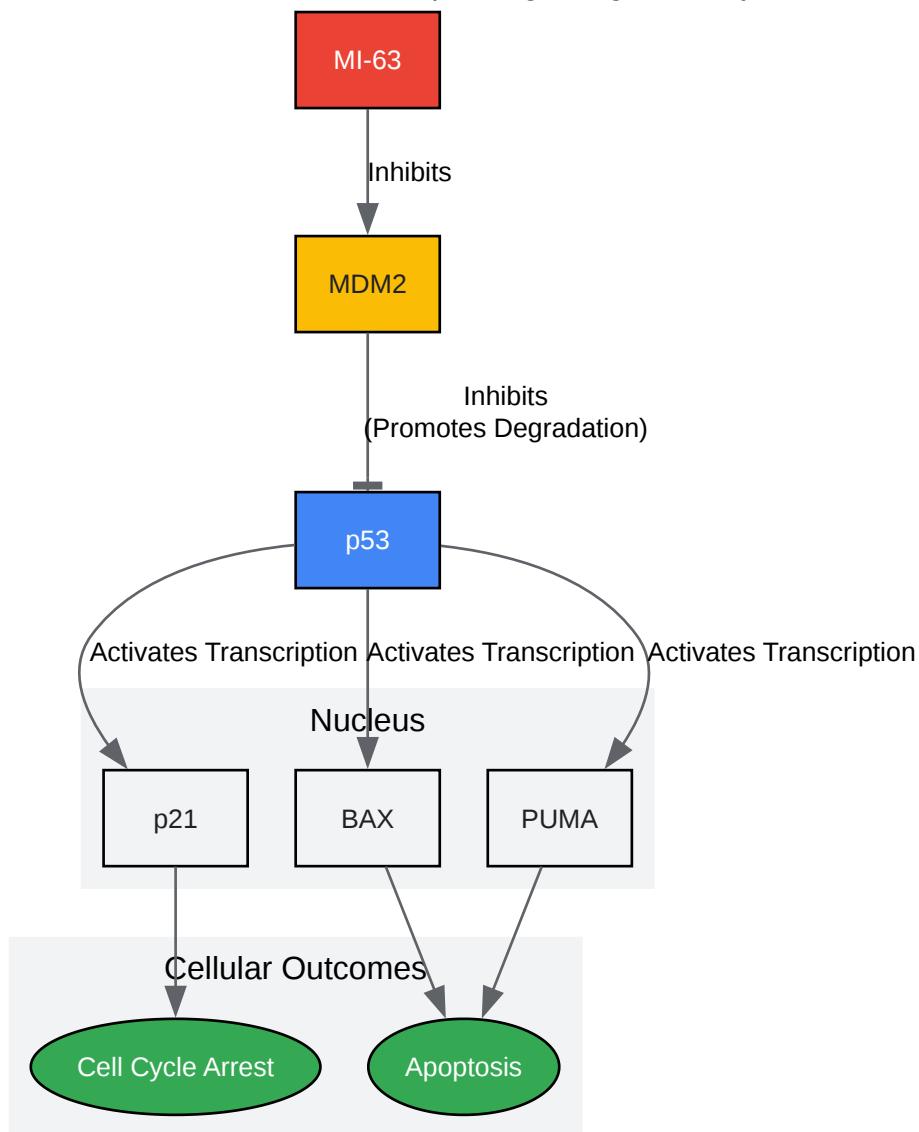 MI-63
Inhibits
MDM2
Inhibits
(Promotes Degradation)
p53
Activates Transcription
Activates Transcription
Activates Transcription
Nucleus
p21
BAX
PUMA
Cellular Outcomes
Cell Cycle Arrest
Apoptosis